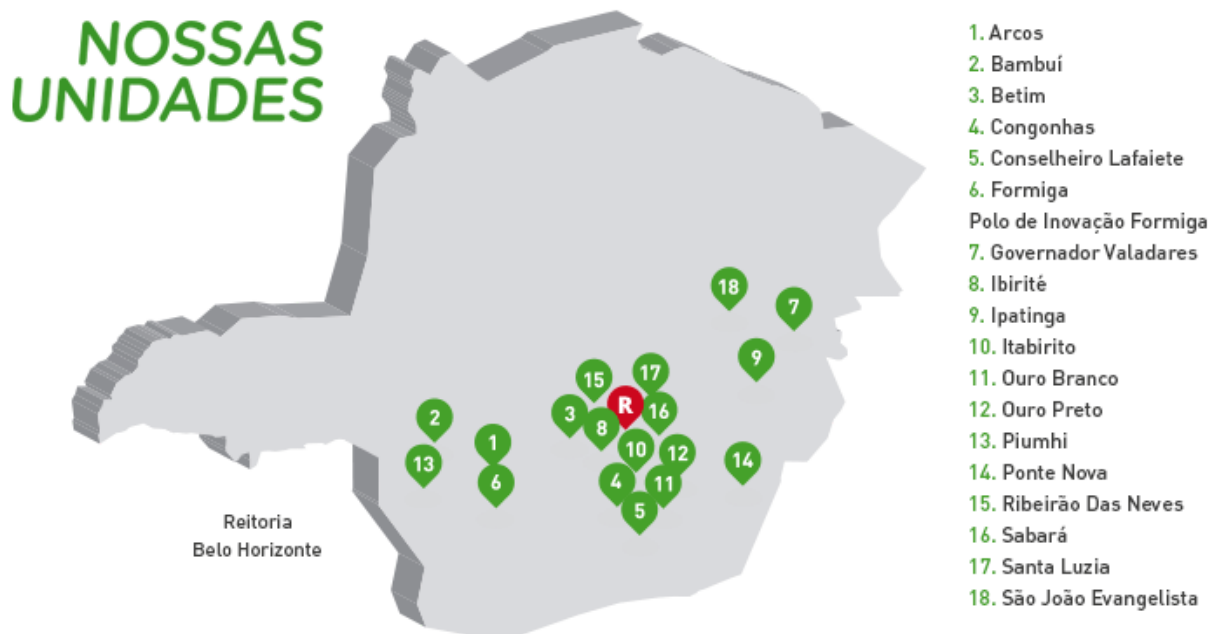 NOSSAS
UNIDADES
18
7
9
17
15
R
16
3
2
8
1
10
12
14
13
4
6
11
5
Reitoria
Belo Horizonte
1. Arcos
2. Bambuí
3. Betim
4. Congonhas
5. Conselheiro Lafaiete
6. Formiga
Polo de Inovação Formiga
7. Governador Valadares
8. Ibirité
9. Ipatinga
10. Itabirito
11. Ouro Branco
12. Ouro Preto
13. Piumhi
14. Ponte Nova
15. Ribeirão Das Neves
16. Sabará
17. Santa Luzia
18. São João Evangelista